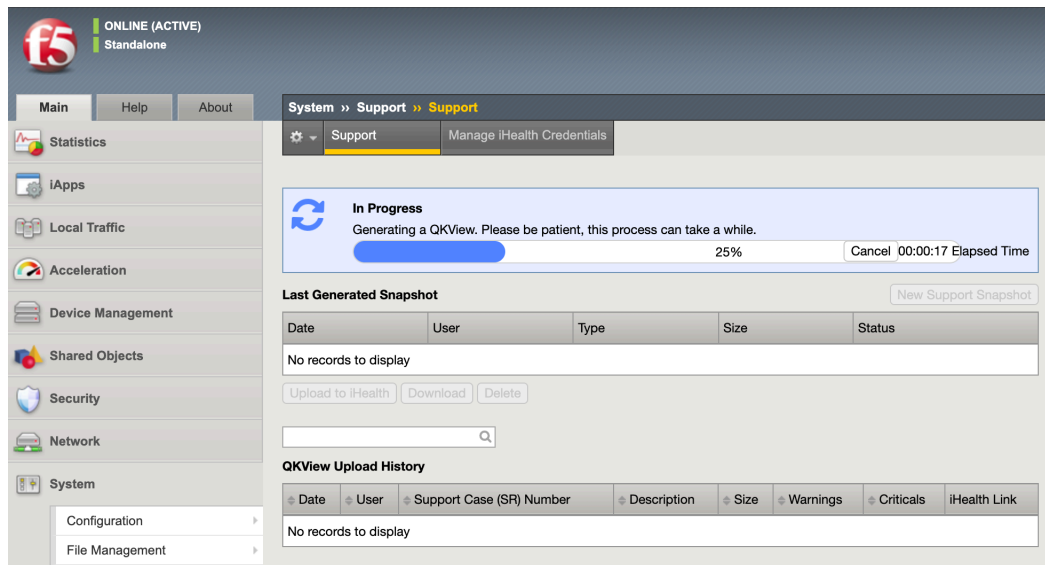 f5
ONLINE (ACTIVE)
Standalone
Main Help About
Statistics
iApps
Local Traffic
Acceleration
Device Management
Shared Objects
Security
Network
System
Configuration
File Management
System ›› Support ›› Support
Support Manage iHealth Credentials
In Progress
Generating a QKView. Please be patient, this process can take a while.
25% Cancel 00:00:17 Elapsed Time
Last Generated Snapshot New Support Snapshot
Date User Type Size Status
No records to display
Upload to iHealth Download Delete
QKView Upload History
Date User Support Case (SR) Number Description Size Warnings Criticals iHealth Link
No records to display